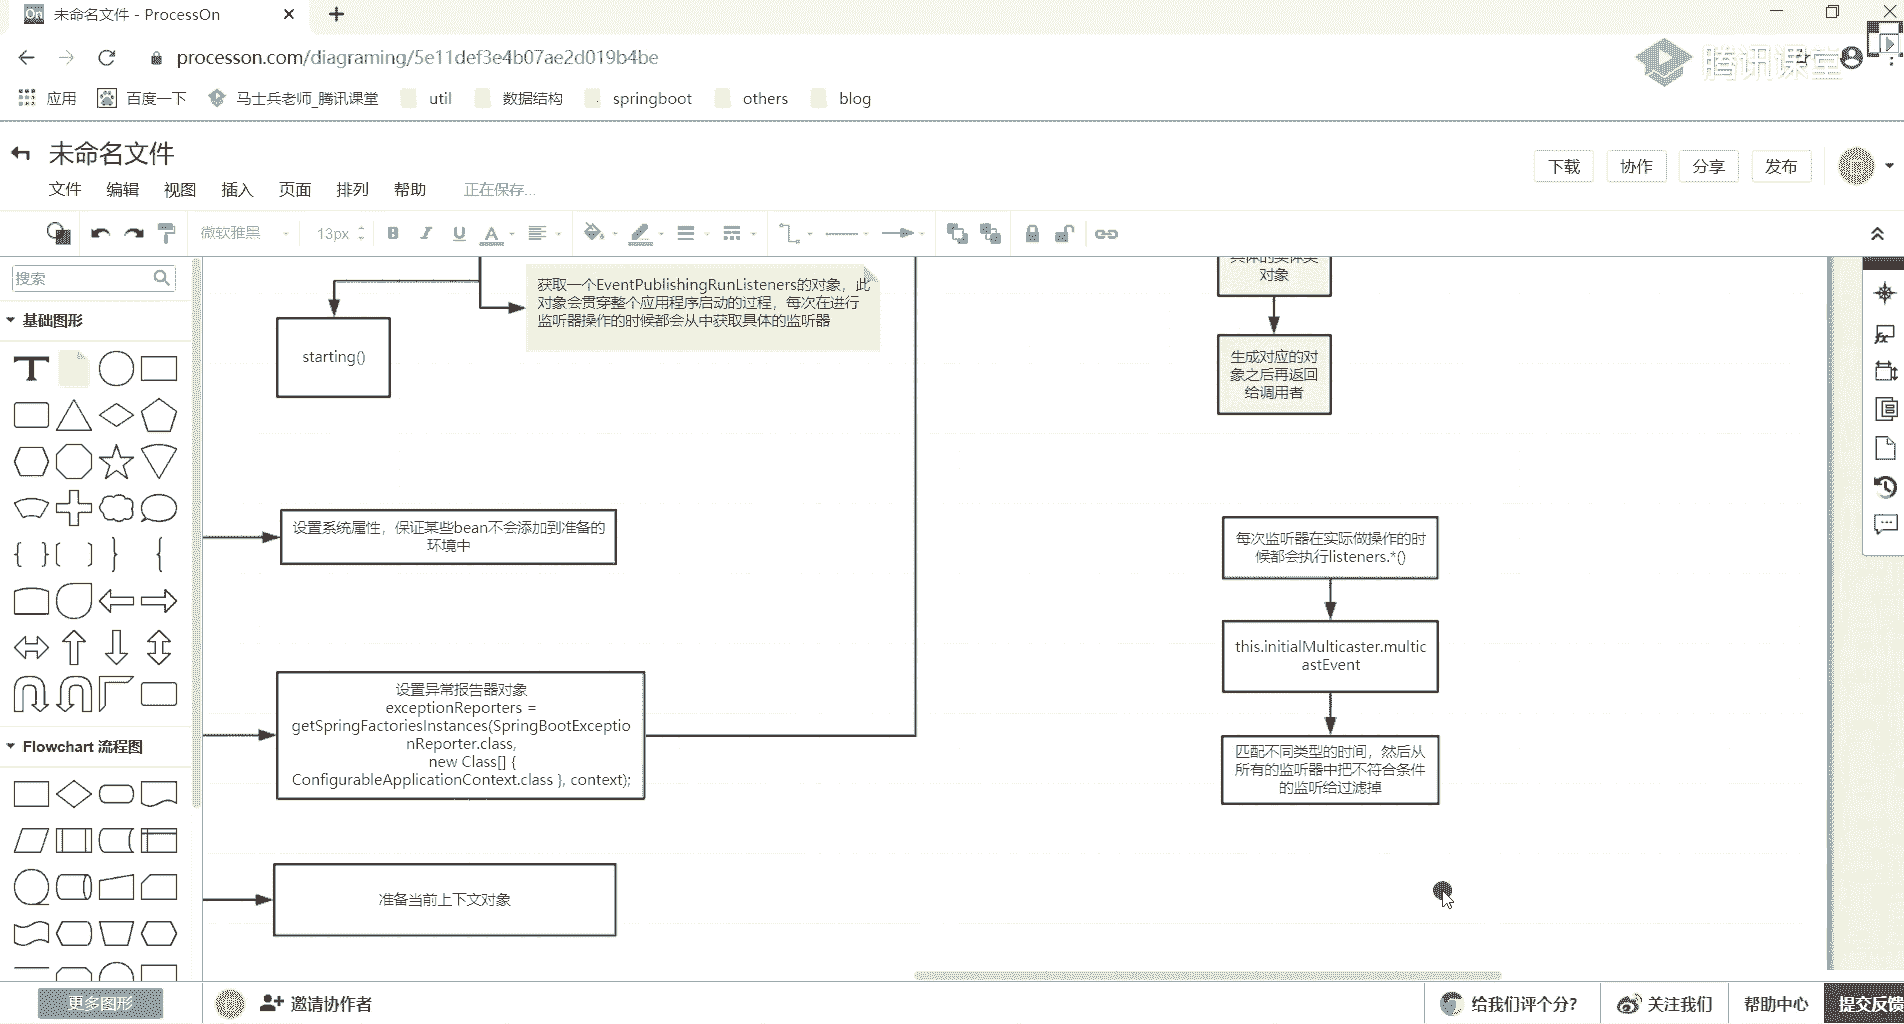 未命名文件 - ProcessOn
processon.com/diagraming/5e11def3e4b07ae2d019b4be
腾讯课堂
应用
百度一下
马士兵老师_腾讯课堂
util
数据结构
springboot
others
blog
未命名文件
下载
协作
分享
发布
文件
编辑
视图
插入
页面
排列
帮助
正在保存...
微软雅黑
13px
搜索
基础图形
Flowchart 流程图
获取一个EventPublishingRunListeners的对象，此
对象会贯穿整个应用程序启动的过程，每次在进行
监听器操作的时候都会从中获取具体的监听器
starting()
设置系统属性，保证某些bean不会添加到准备的
环境中
设置异常报告器对象
exceptionReporters =
getSpringFactoriesInstances(SpringBootExceptio
nReporter.class,
new Class[] {
ConfigurableApplicationContext.class }, context);
准备当前上下文对象
具体的实体类
对象
生成对应的对
象之后再返回
给调用者
每次监听器在实际做操作的时
候都会执行listeners.*()
this.initialMulticaster.multic
astEvent
匹配不同类型的时间，然后从
所有的监听器中把不符合条件
的监听给过滤掉
更多图形
邀请协作者
给我们评个分？
关注我们
帮助中心
提交反馈